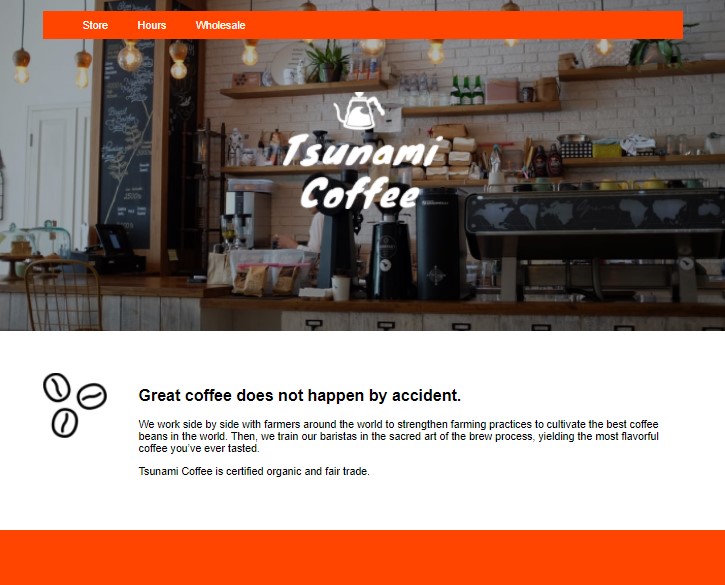 Store Hours Wholesale
Tsunami
Coffee
Great coffee does not happen by accident.
We work side by side with farmers around the world to strengthen farming practices to cultivate the best coffee
beans in the world. Then, we train our baristas in the sacred art of the brew process, yielding the most flavorful
coffee you've ever tasted.
Tsunami Coffee is certified organic and fair trade.